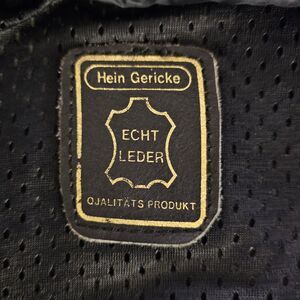 Hein Gericke
ECHT
LEDER
QUALITÄTS PRODUKT